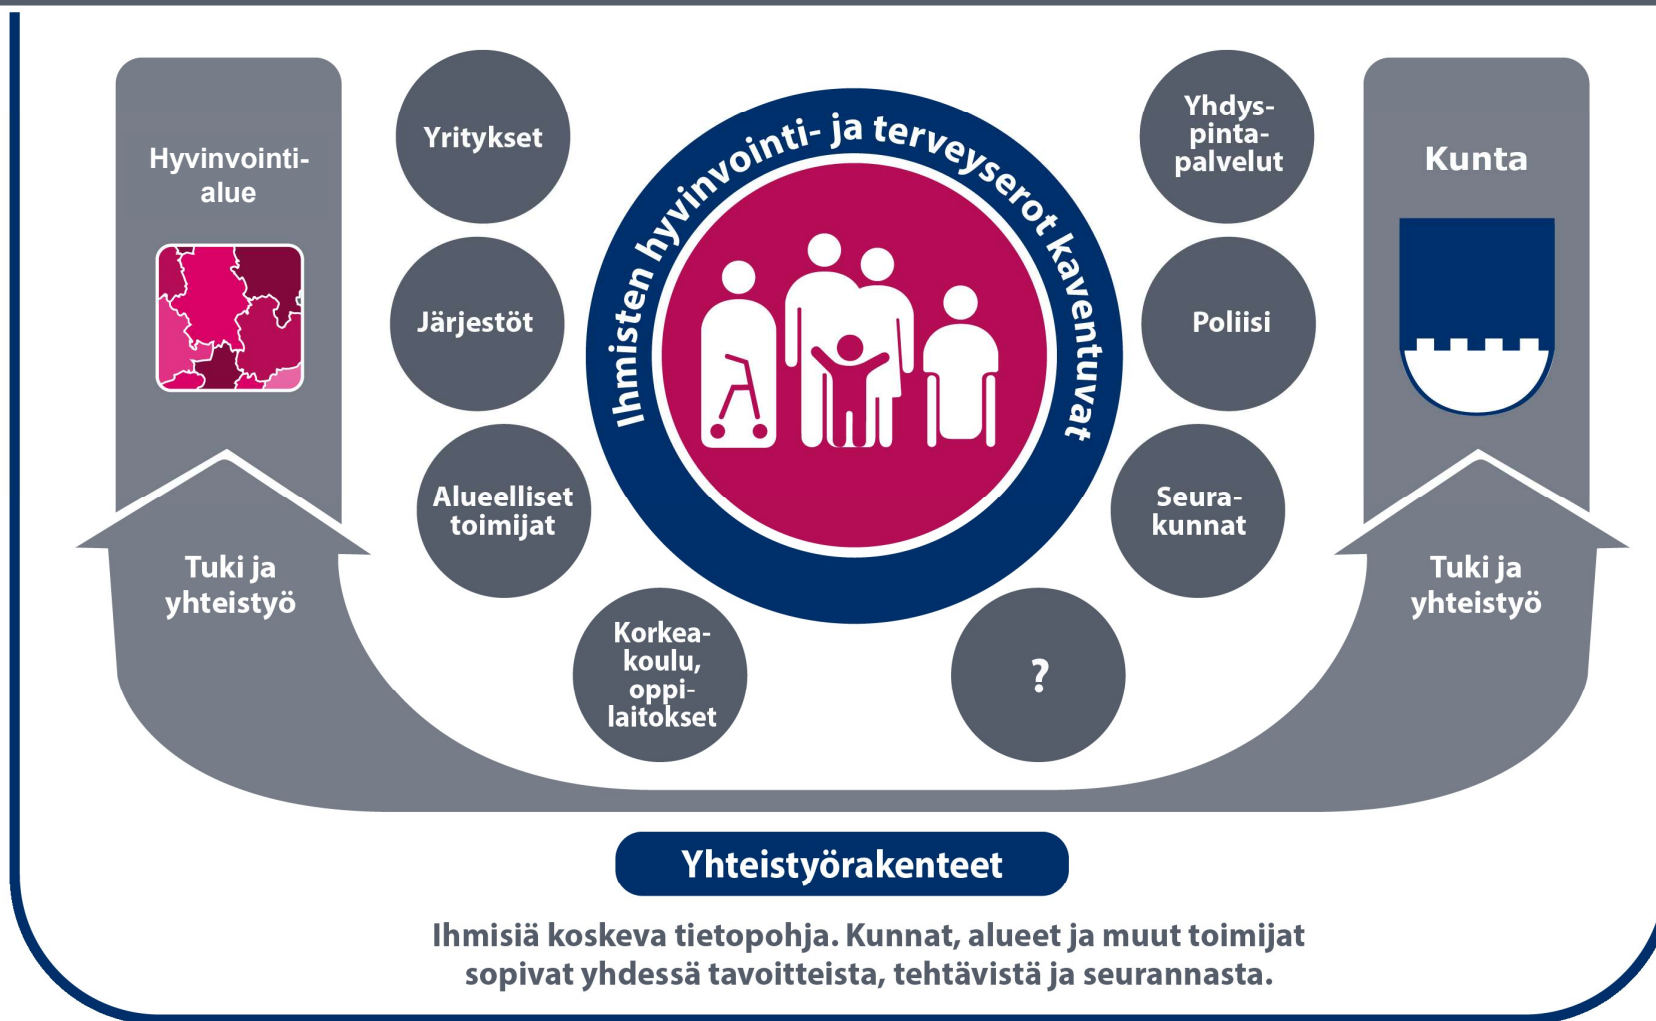 Hyvinvointi-
alue
Tuki ja
yhteistyö
Yritykset
Järjestöt
Alueelliset
toimijat
Korkea-
koulu,
oppi-
laitokset
Ihmisten hyvinvointi- ja terveyserot kaventuvat
Yhdys-
pinta-
palvelut
Poliisi
Seura-
kunnat
?
Kunta
Tuki ja
yhteistyö
Yhteistyörakenteet
Ihmisiä koskeva tietopohja. Kunnat, alueet ja muut toimijat
sopivat yhdessä tavoitteista, tehtävistä ja seurannasta.